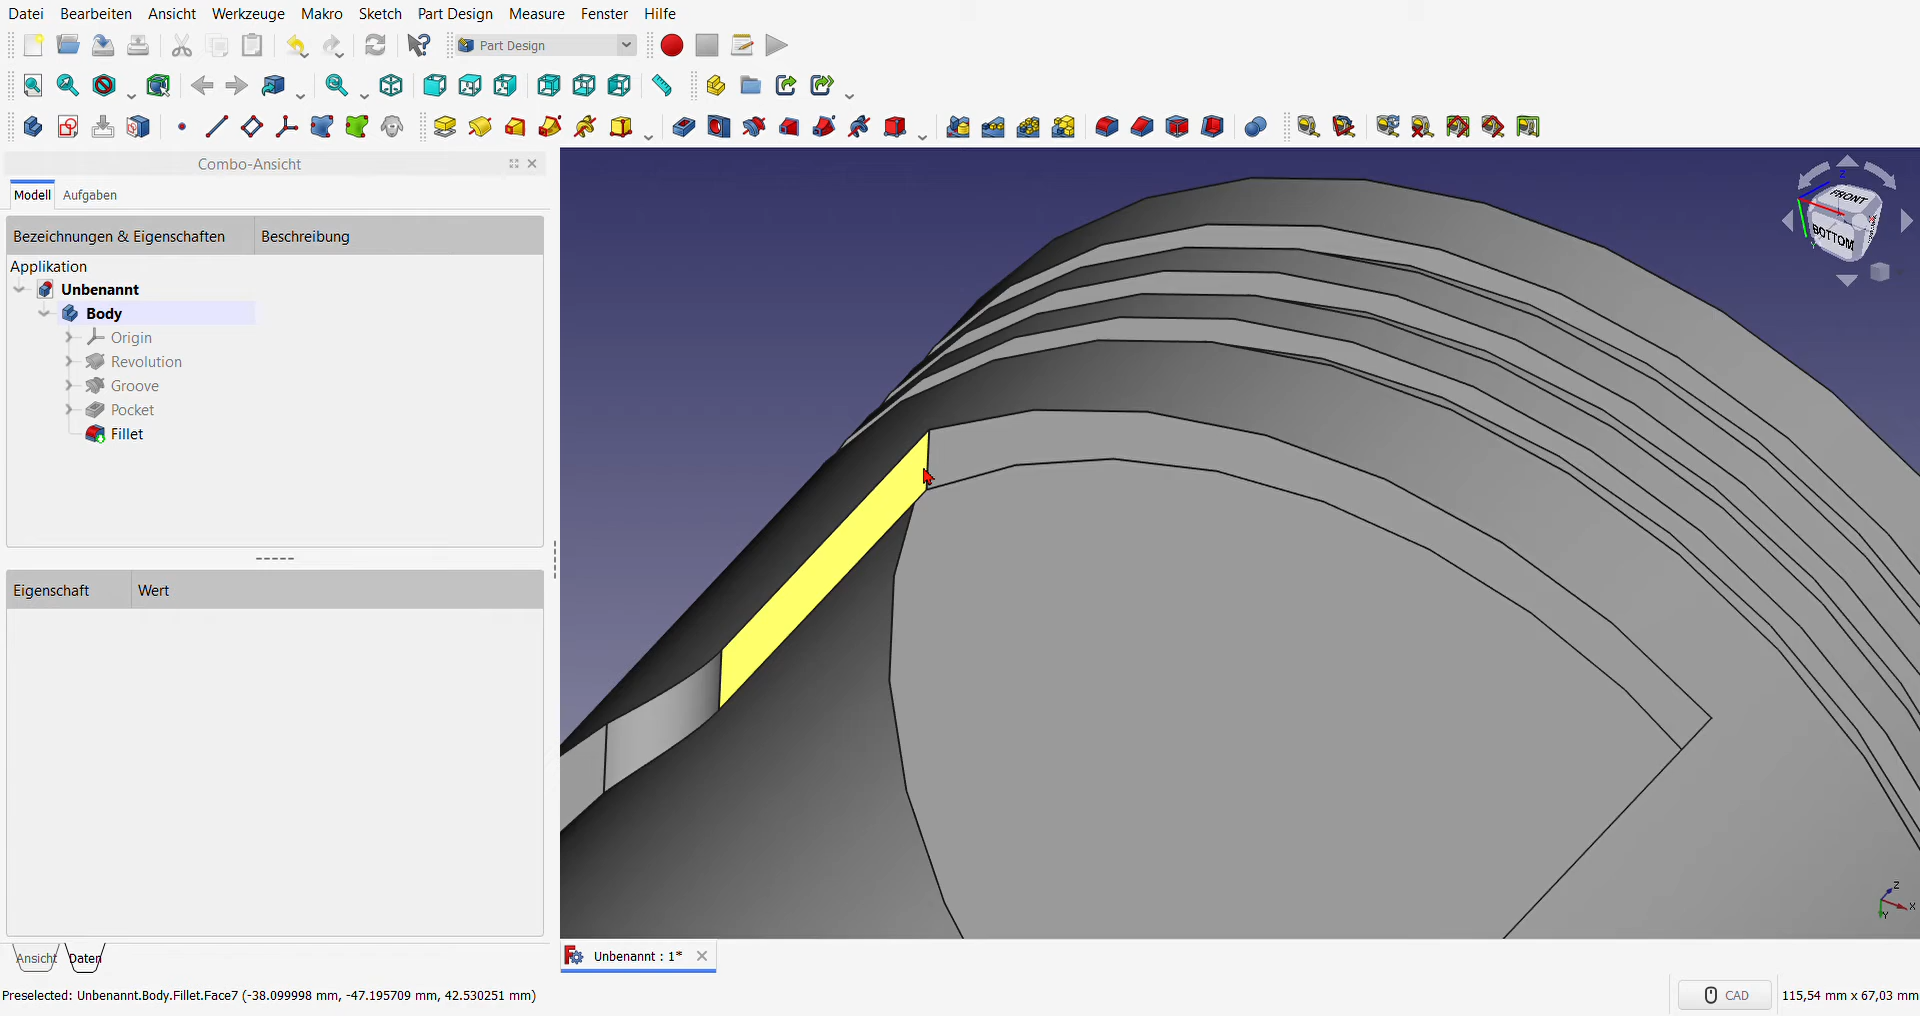 Datei Bearbeiten Ansicht Werkzeuge Makro Sketch Part Design Measure Fenster Hilfe
Part Design
Combo-Ansicht
Modell Aufgaben
Bezeichnungen & Eigenschaften Beschreibung
Applikation
Unbenannt
Body
Origin
Revolution
Groove
Pocket
Fillet
Eigenschaft Wert
Ansicht Daten
FRONT
BOTTOM
Z
Z
X
Y
Unbenannt : 1*
Preselected: Unbenannt.Body.Fillet.Face7 (-38.099998 mm, -47.195709 mm, 42.530251 mm)
CAD
115,54 mm x 67,03 mm